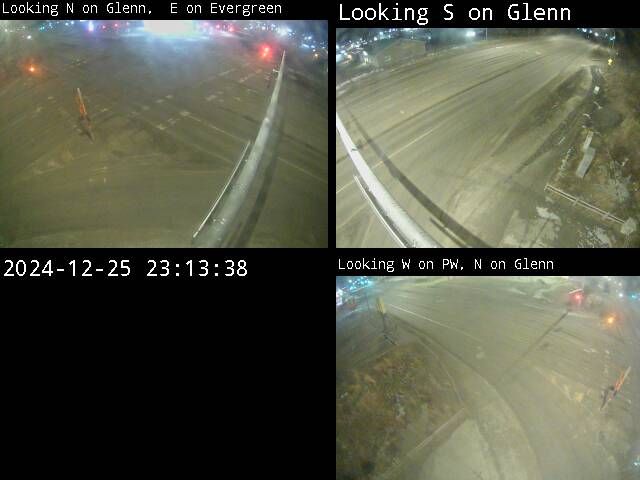 Looking N on Glenn,  E on Evergreen
Looking S on Glenn
2024-12-25 23:13:38
Looking W on PW, N on Glenn